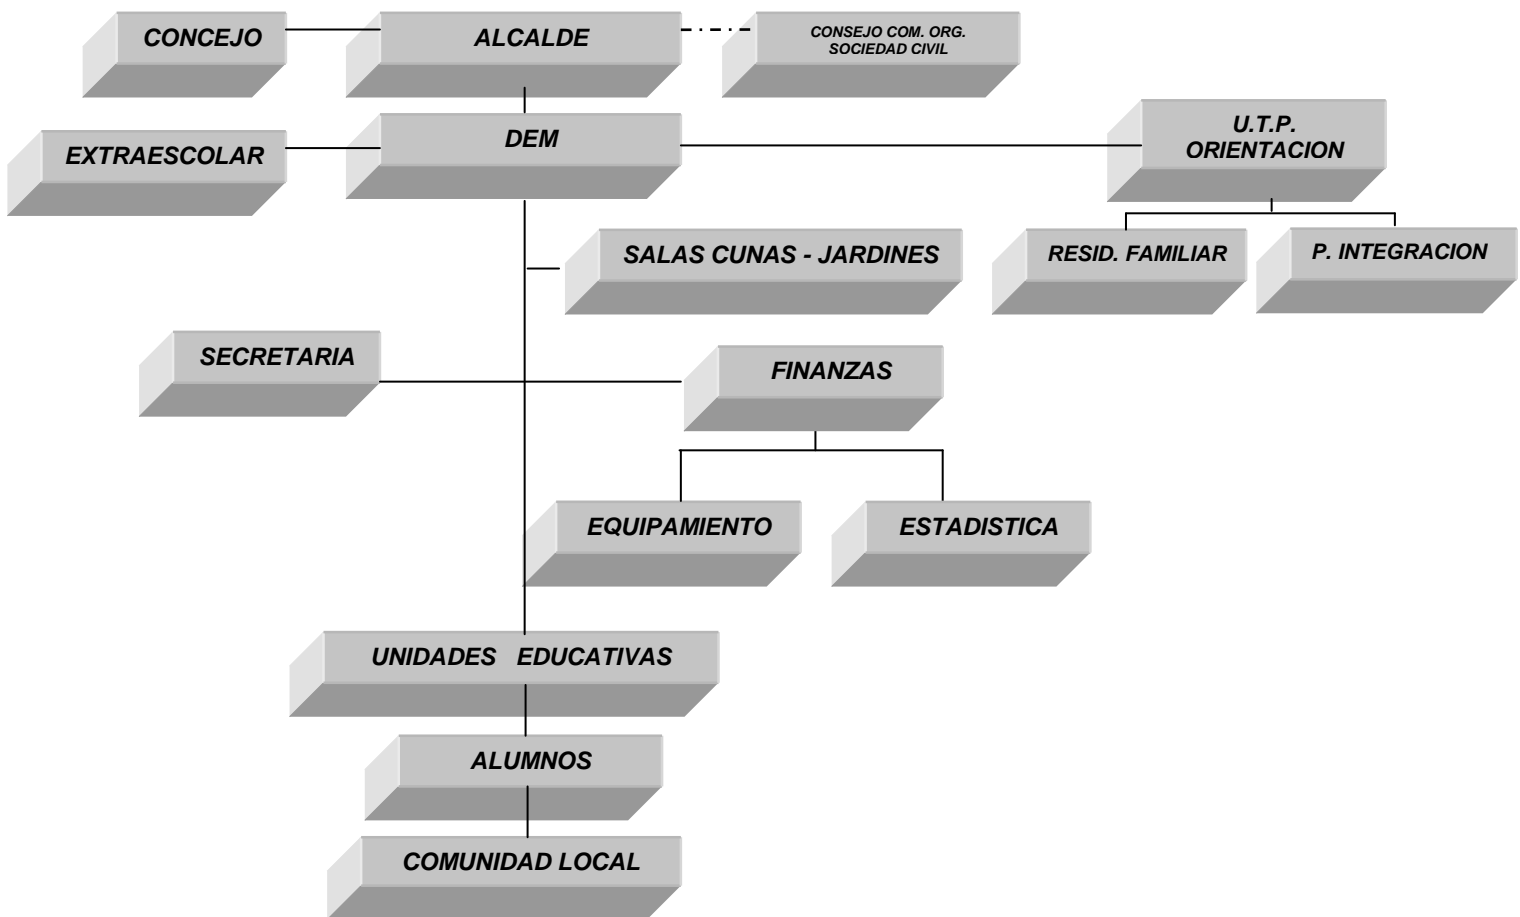 CONCEJO
ALCALDE
CONSEJO COM. ORG.
SOCIEDAD CIVIL
EXTRAESCOLAR
DEM
U.T.P.
ORIENTACION
SALAS CUNAS - JARDINES
RESID. FAMILIAR
P. INTEGRACION
SECRETARIA
FINANZAS
EQUIPAMIENTO
ESTADISTICA
UNIDADES EDUCATIVAS
ALUMNOS
COMUNIDAD LOCAL